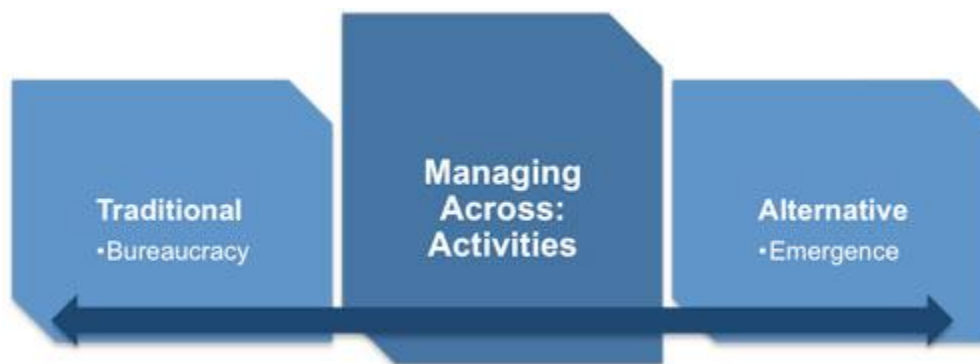 Traditional
•Bureaucracy
Managing
Across:
Activities
Alternative
•Emergence